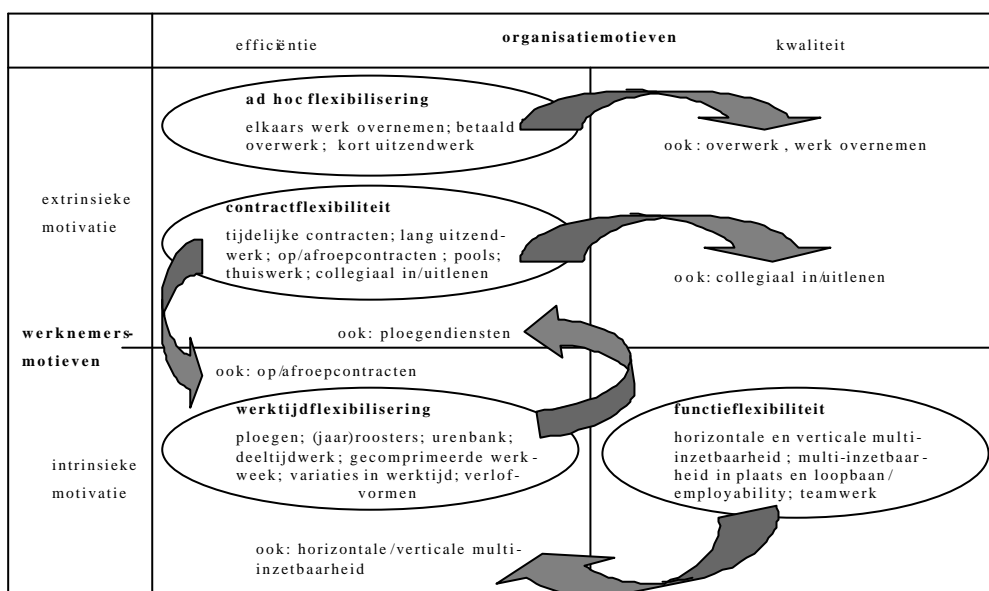 organisatiemotieven
efficiëntie
kwaliteit
ad hoc flexibilisering
elkaars werk overnemen; betaald
overwerk; kort uitzendwerk
ook: overwerk, werk overnemen
extrinsieke
motivatie
contractflexibiliteit
tijdelijke contracten; lang uitzend-
werk; op/afroepcontracten; pools;
thuiswerk; collegiaal in/uitlenen
ook: collegiaal in/uitlenen
ook: ploegendiensten
werknemers-
motieven
ook: op/afroepcontracten
werktijdflexibilisering
ploegen; (jaar)roosters; urenbank;
deeltijdwerk; gecomprimeerde werk-
week; variaties in werktijd; verlof-
vormen
functieflexibiliteit
horizontale en verticale multi-
inzetbaarheid; multi-inzetbaar-
heid in plaats en loopbaan/
employability; teamwerk
intrinsieke
motivatie
ook: horizontale/verticale multi-
inzetbaarheid